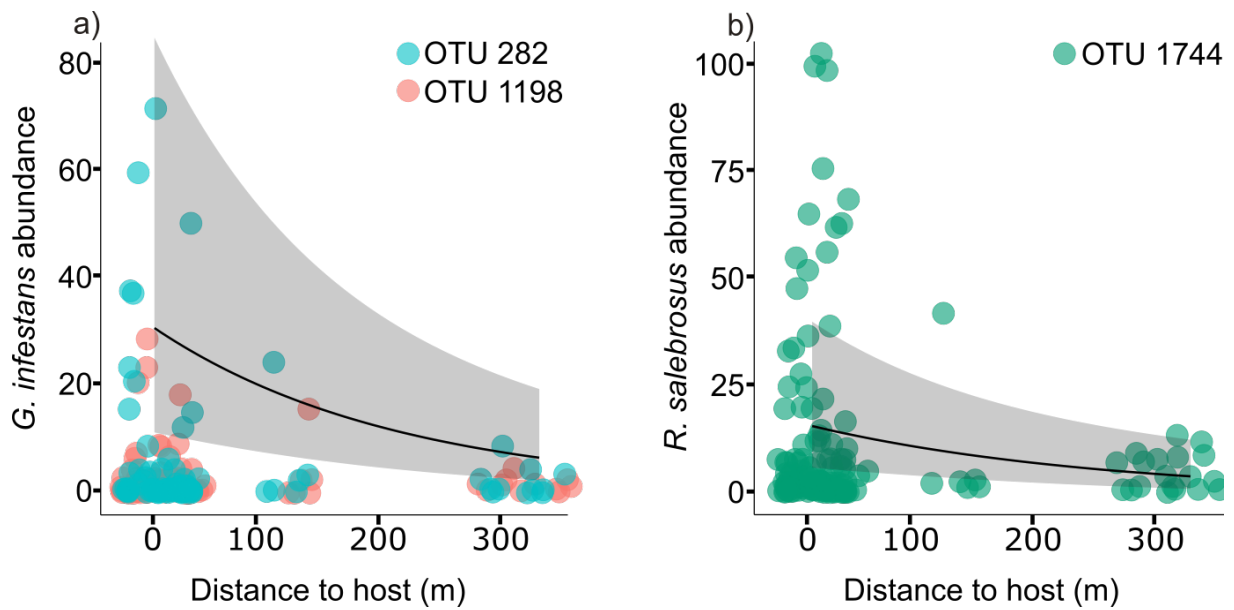 a)
OTU 282
OTU 1198
80
60
40
20
0
G. infestans abundance
0 100 200 300
Distance to host (m)
b)
OTU 1744
100
75
50
25
0
R. salebrosus abundance
0 100 200 300
Distance to host (m)